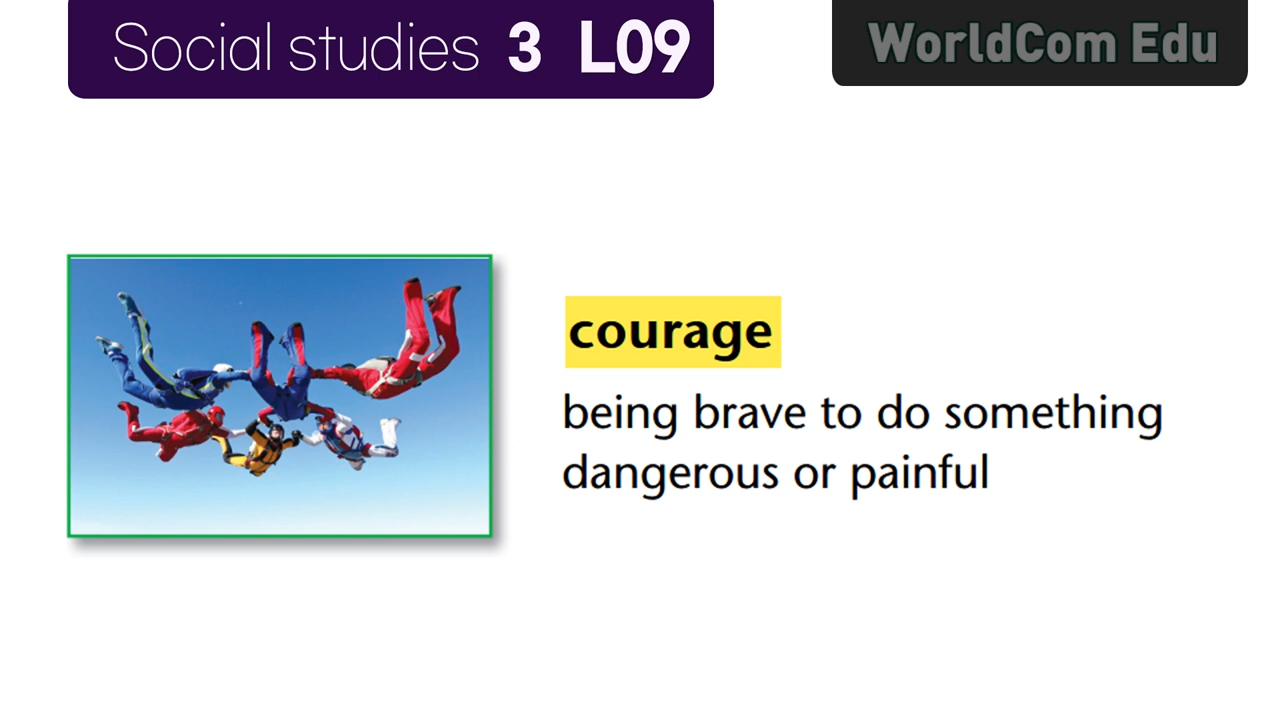 Social studies 3 L09
WorldCom Edu
courage
being brave to do something
dangerous or painful